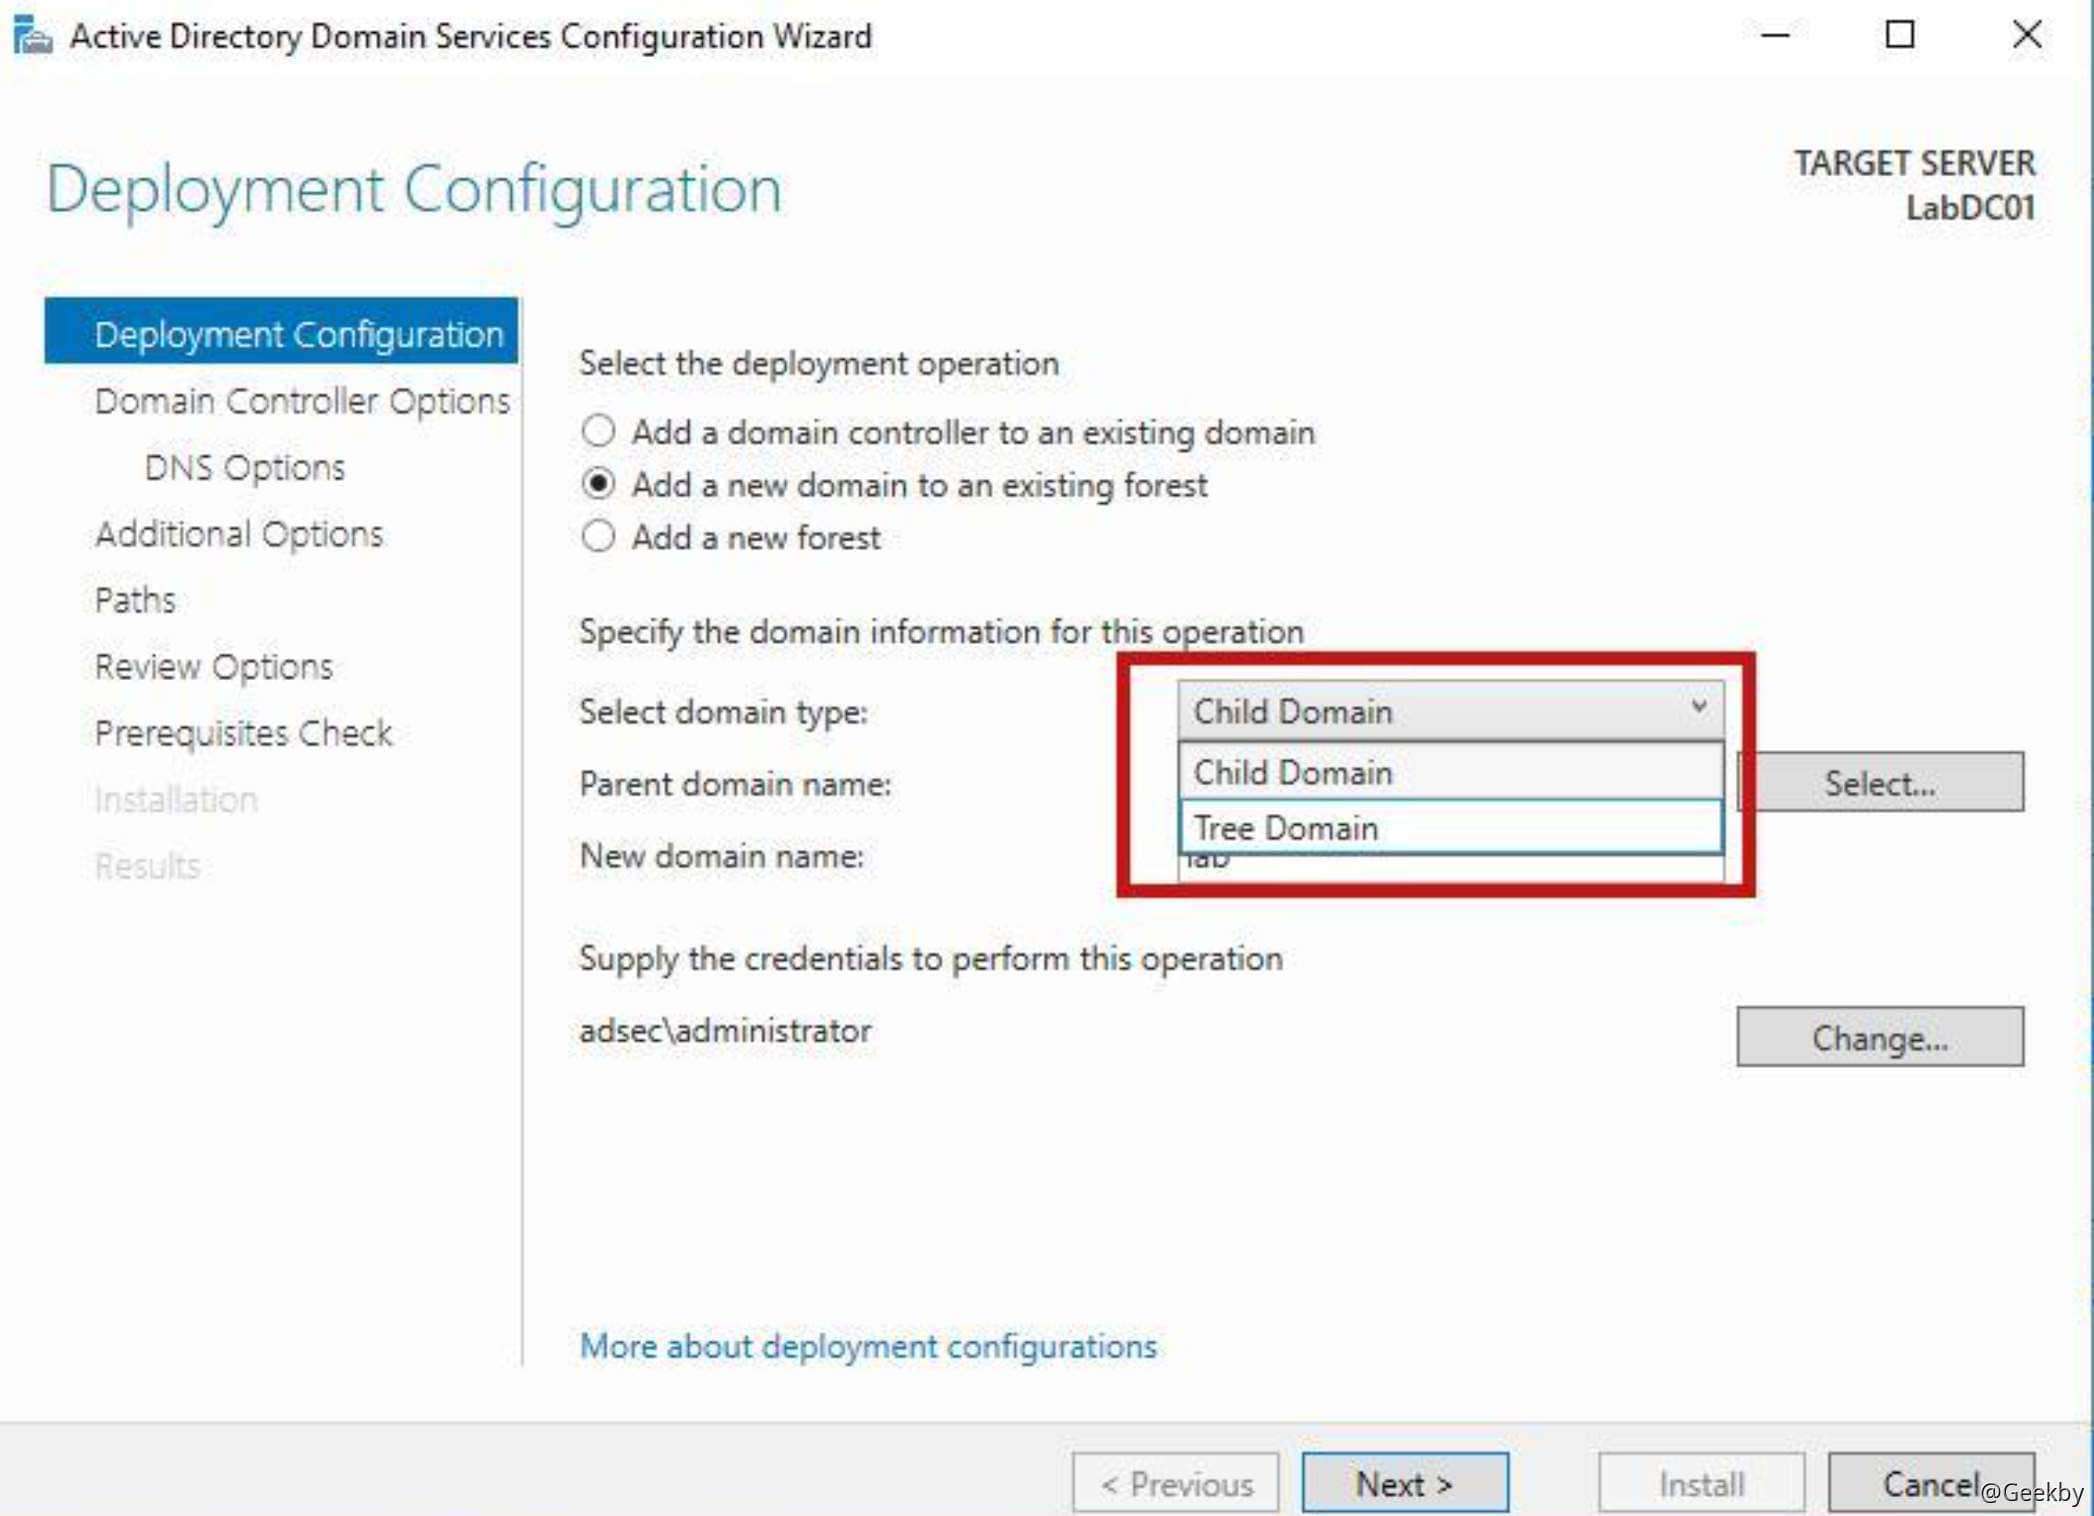 Active Directory Domain Services Configuration Wizard
Deployment Configuration
TARGET SERVER
LabDC01
Deployment Configuration
Domain Controller Options
DNS Options
Additional Options
Paths
Review Options
Prerequisites Check
Installation
Results
Select the deployment operation
Add a domain controller to an existing domain
Add a new domain to an existing forest
Add a new forest
Specify the domain information for this operation
Select domain type:
Child Domain
Child Domain
Tree Domain
Parent domain name:
Select...
New domain name:
lab
Supply the credentials to perform this operation
adsec\administrator
Change...
More about deployment configurations
< Previous
Next >
Install
Cancel
@Geekby